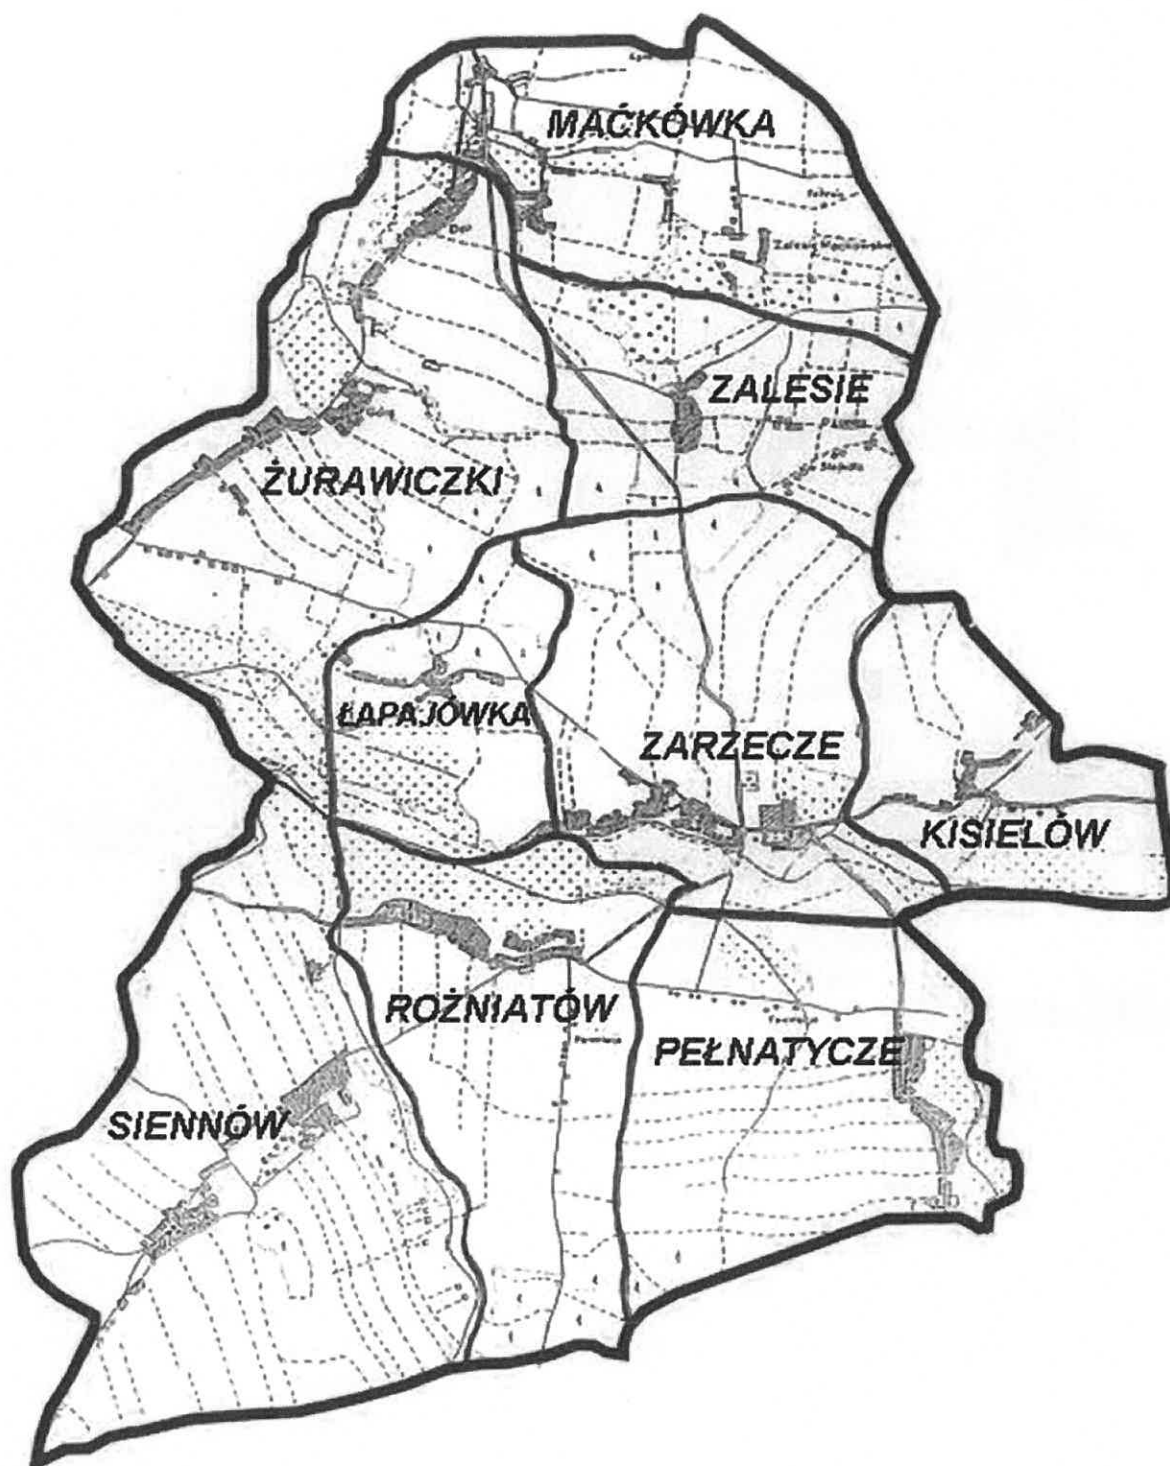 MAĆKÓWKA
ZALESIE
ŻURAWICZKI
ŁAPAJÓWKA
ZARZECZE
KISIELÓW
ROŻNIATÓW
PEŁNATYCZE
SIENNÓW